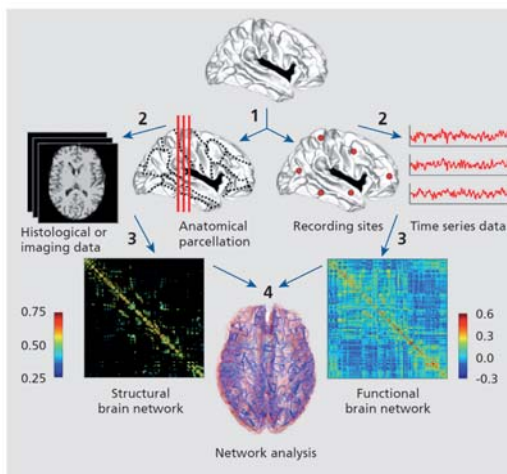 1
2
2
Histological or
imaging data
Anatomical
parcellation
Recording sites
Time series data
3
3
4
0.75
0.50
0.25
0.6
0.3
0.0
-0.3
Structural
brain network
Functional
brain network
Network analysis